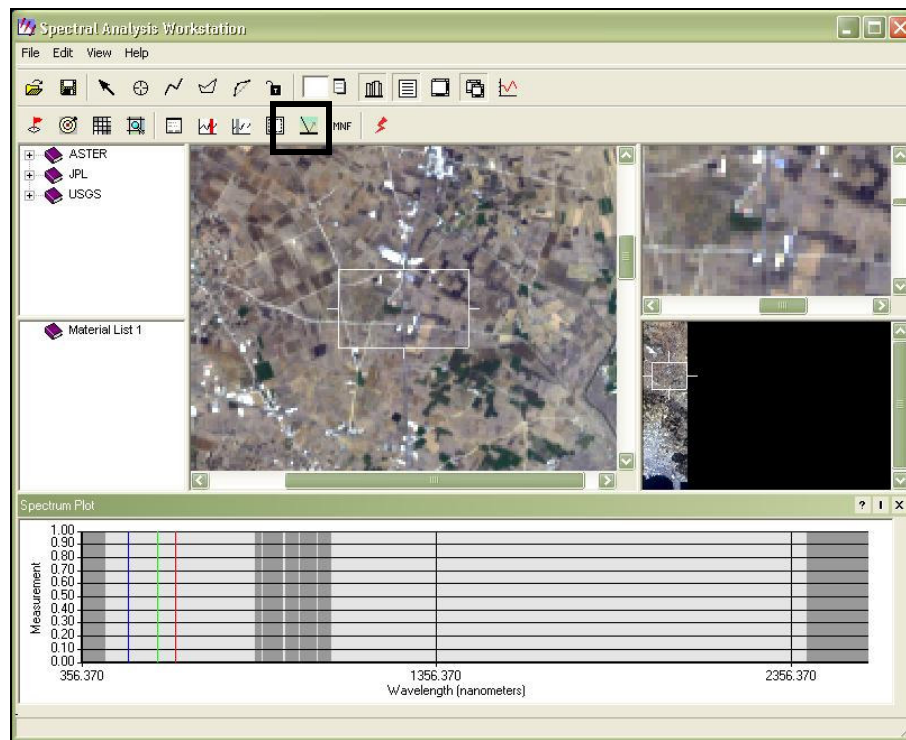 Spectral Analysis Workstation
File Edit View Help
MNF
ASTER
JPL
USGS
Material List 1
Spectrum Plot
? I X
1.00
0.90
0.80
0.70
0.60
0.50
0.40
0.30
0.20
0.10
0.00
Measurement
356.370 1356.370 2356.370
Wavelength (nanometers)